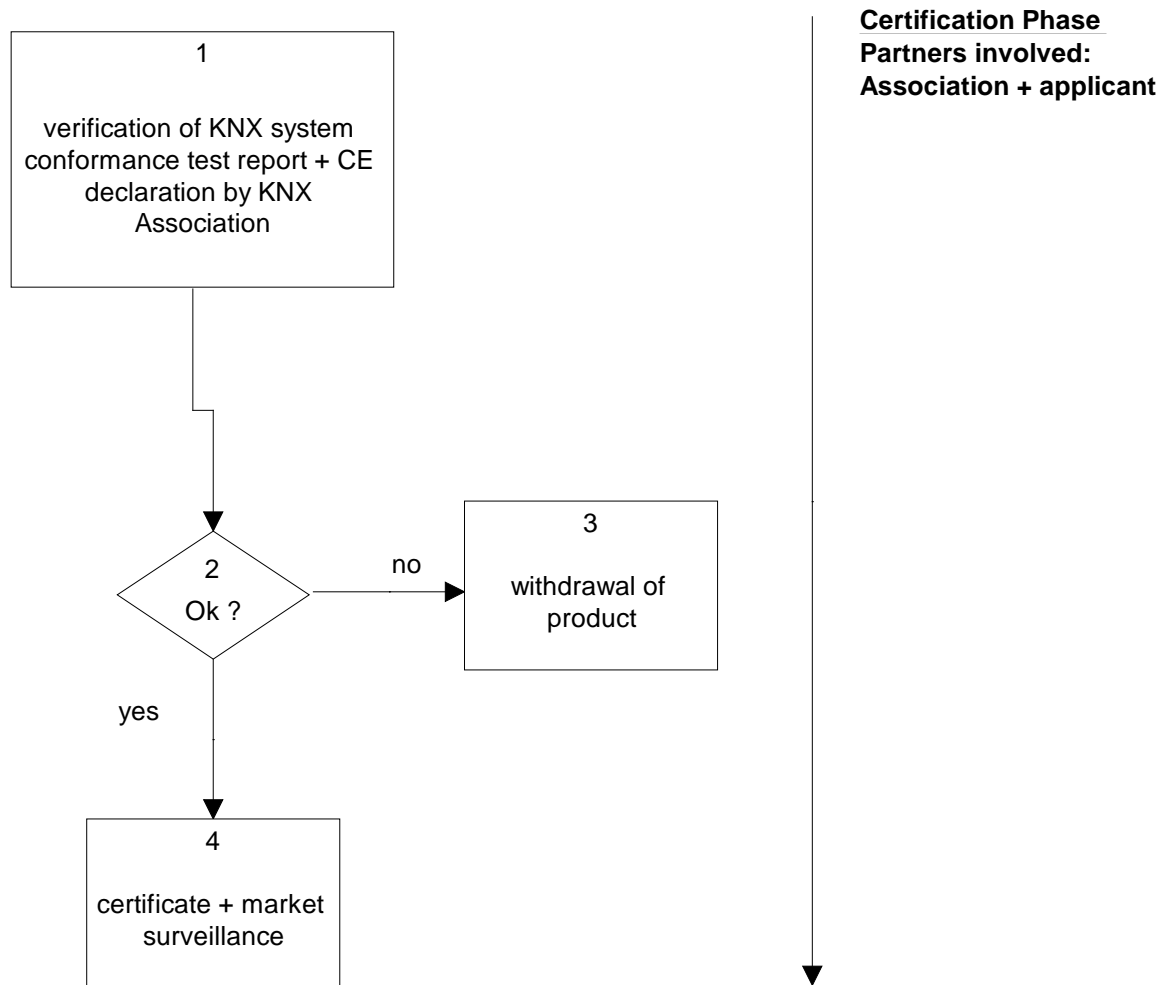 Certification Phase
Partners involved:
Association + applicant
1
verification of KNX system
conformance test report + CE
declaration by KNX
Association
2
Ok ?
no
3
withdrawal of
product
yes
4
certificate + market
surveillance